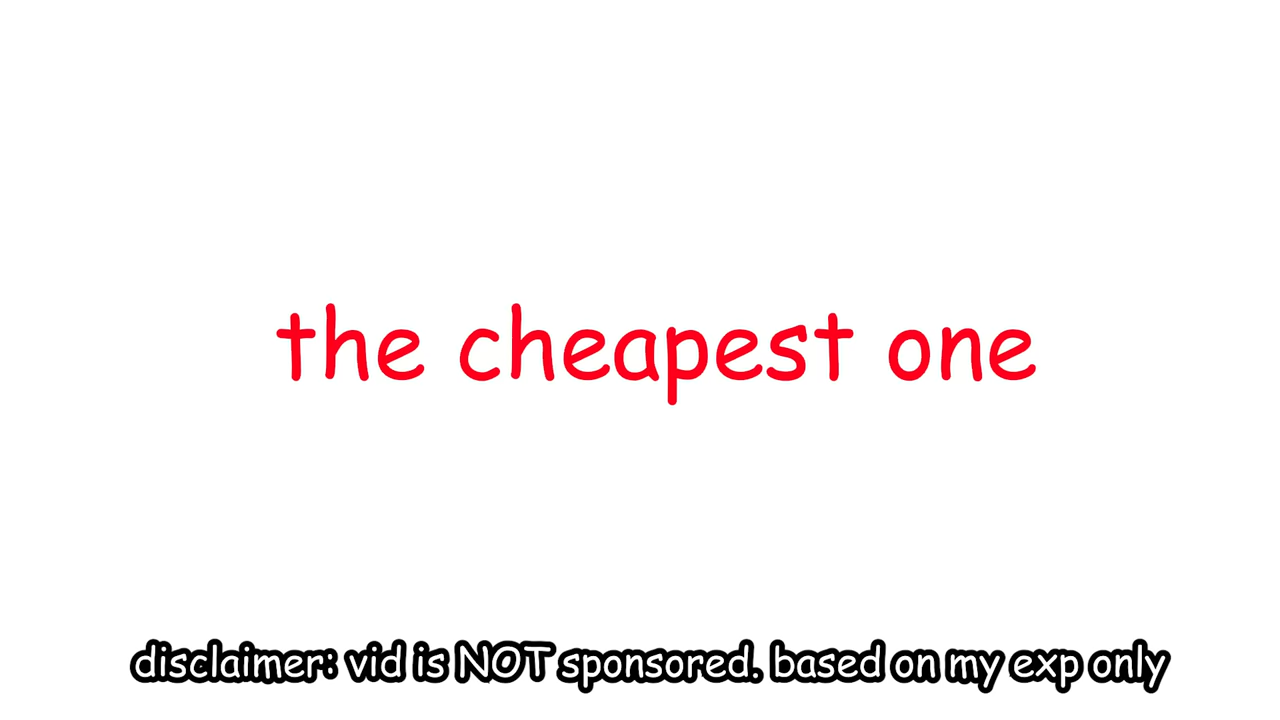 the cheapest one
disclaimer: vid is NOT sponsored. based on my exp only